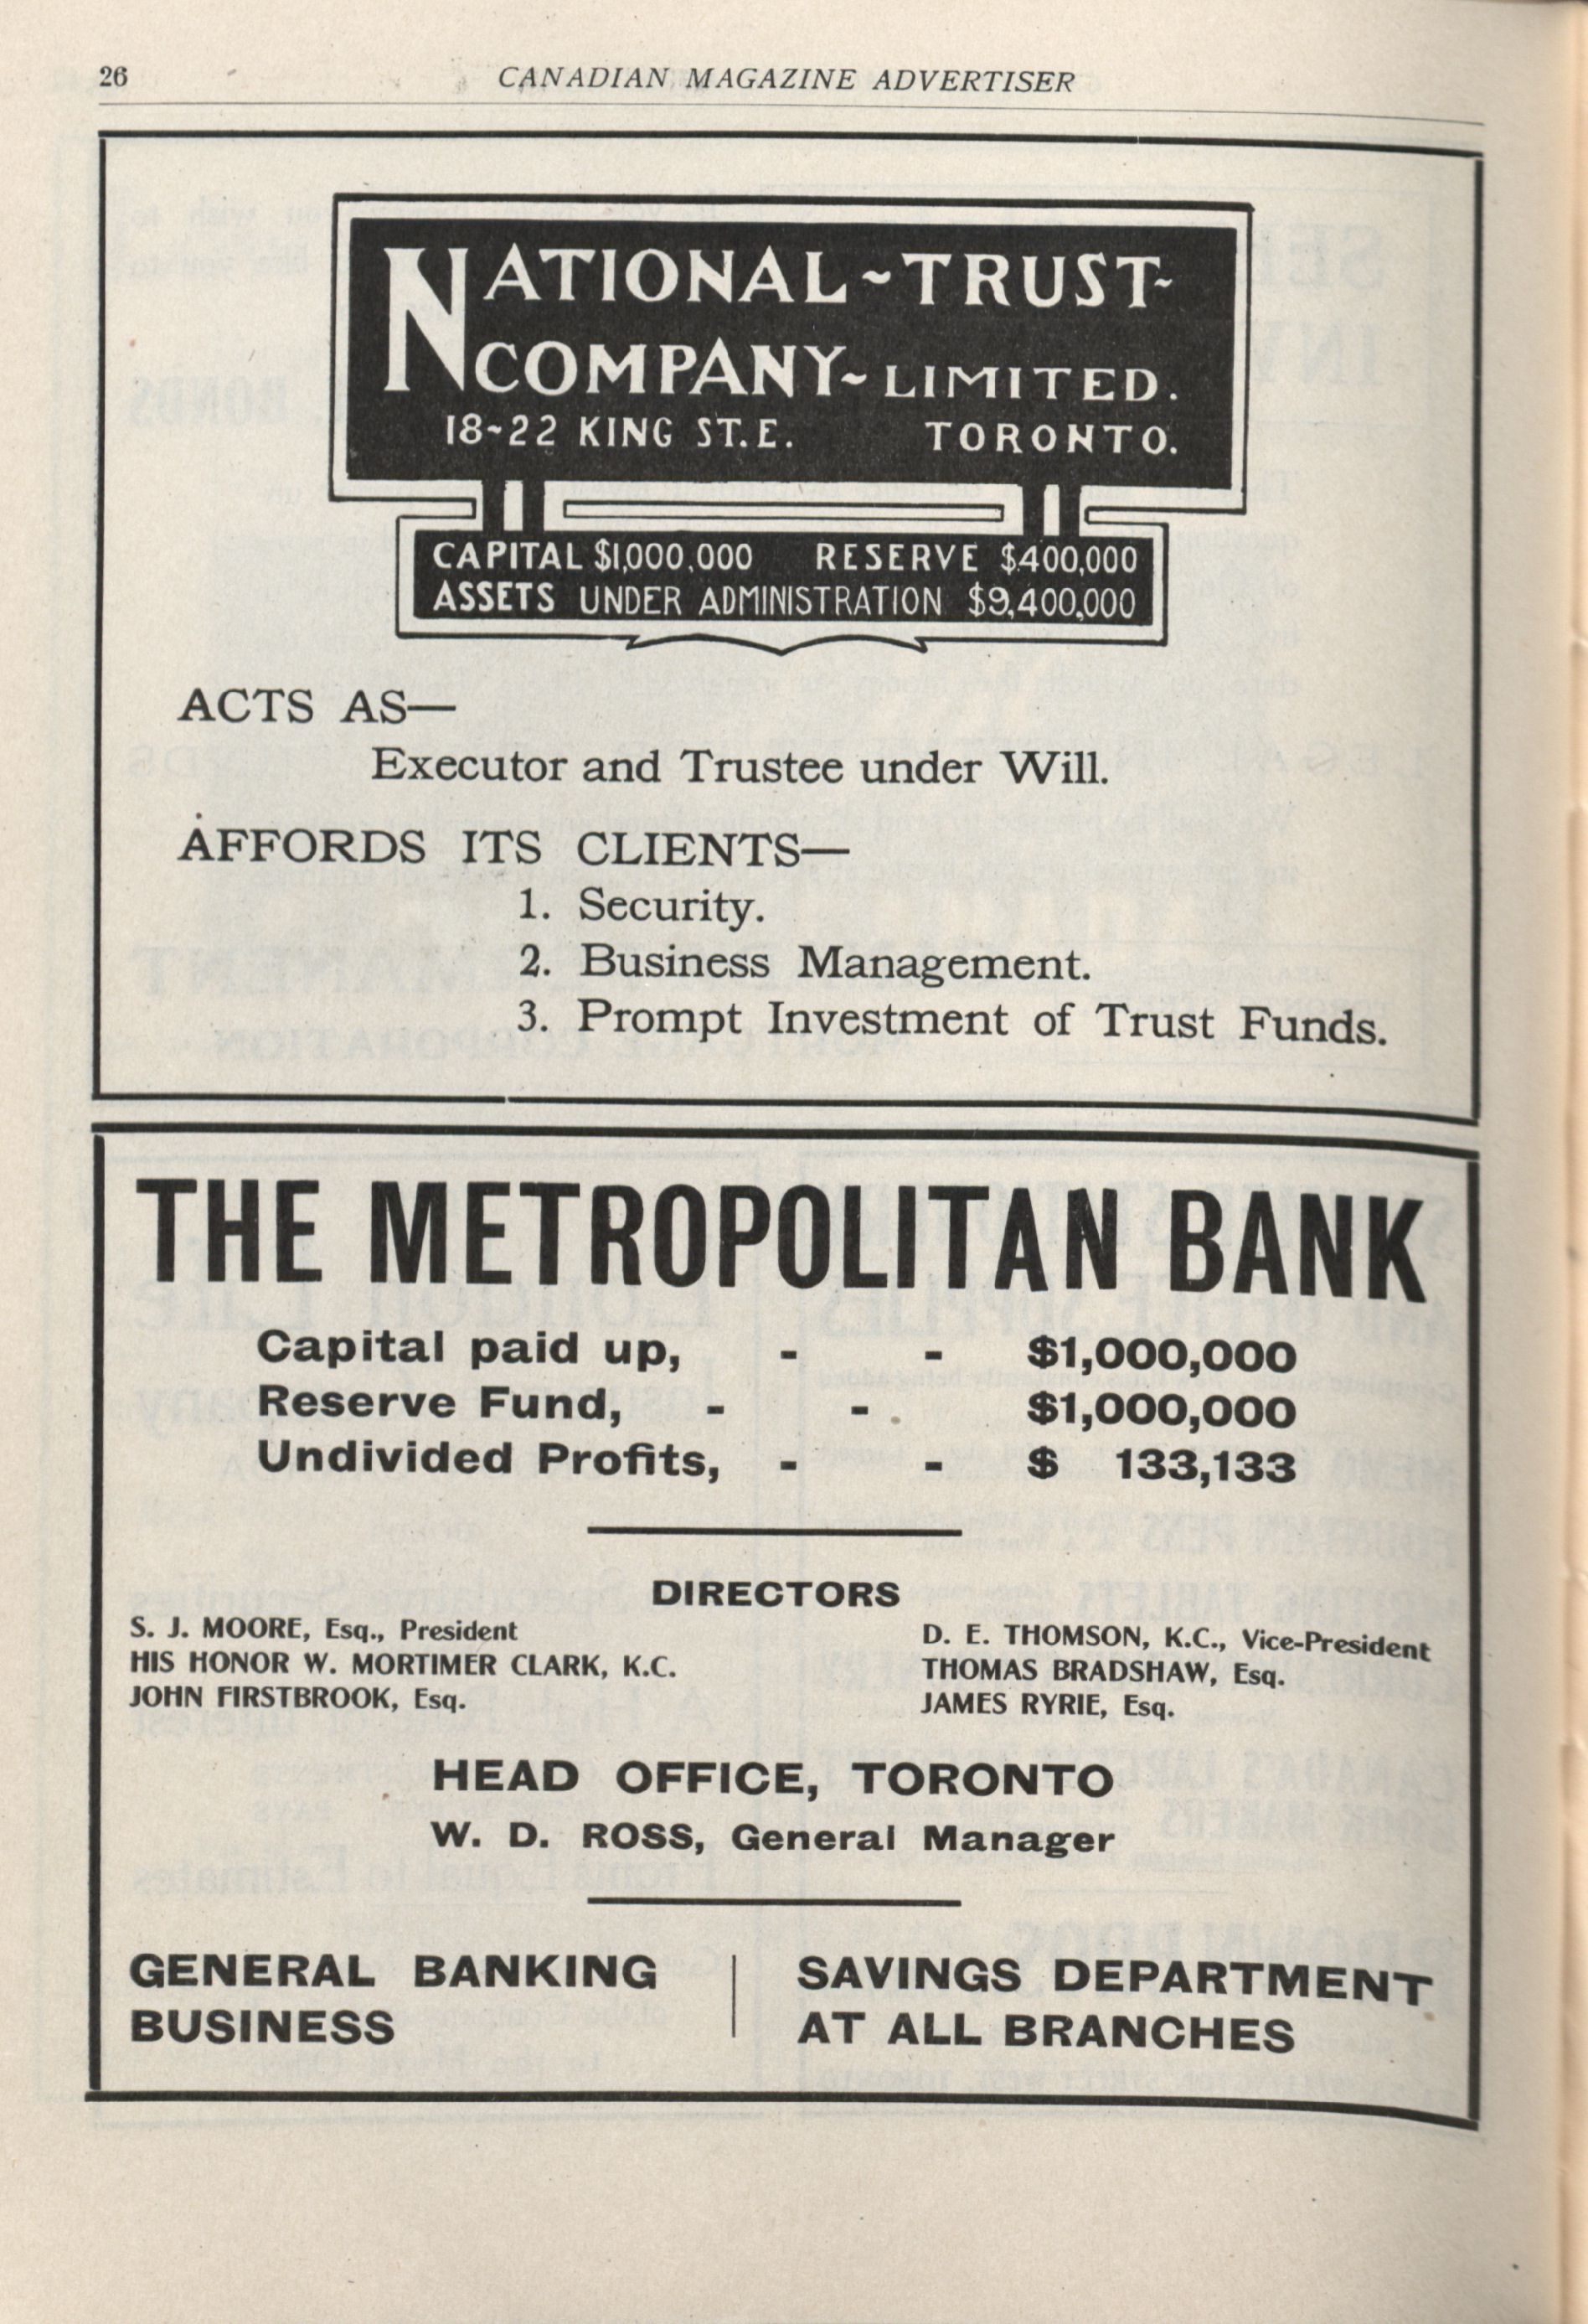 26
CANADIAN MAGAZINE ADVERTISER
NATIONAL~TRUST~
COMPANY~LIMITED.
18~22 KING ST. E. TORONTO.
CAPITAL $1,000,000 RESERVE $400,000
ASSETS UNDER ADMINISTRATION $9,400,000
ACTS AS—
Executor and Trustee under Will.
AFFORDS ITS CLIENTS—
1. Security.
2. Business Management.
3. Prompt Investment of Trust Funds.
THE METROPOLITAN BANK
Capital paid up, - - $1,000,000
Reserve Fund, - - $1,000,000
Undivided Profits, - - $ 133,133
DIRECTORS
S. J. MOORE, Esq., President
HIS HONOR W. MORTIMER CLARK, K.C.
JOHN FIRSTBROOK, Esq.
D. E. THOMSON, K.C., Vice-President
THOMAS BRADSHAW, Esq.
JAMES RYRIE, Esq.
HEAD OFFICE, TORONTO
W. D. ROSS, General Manager
GENERAL BANKING
BUSINESS
SAVINGS DEPARTMENT
AT ALL BRANCHES